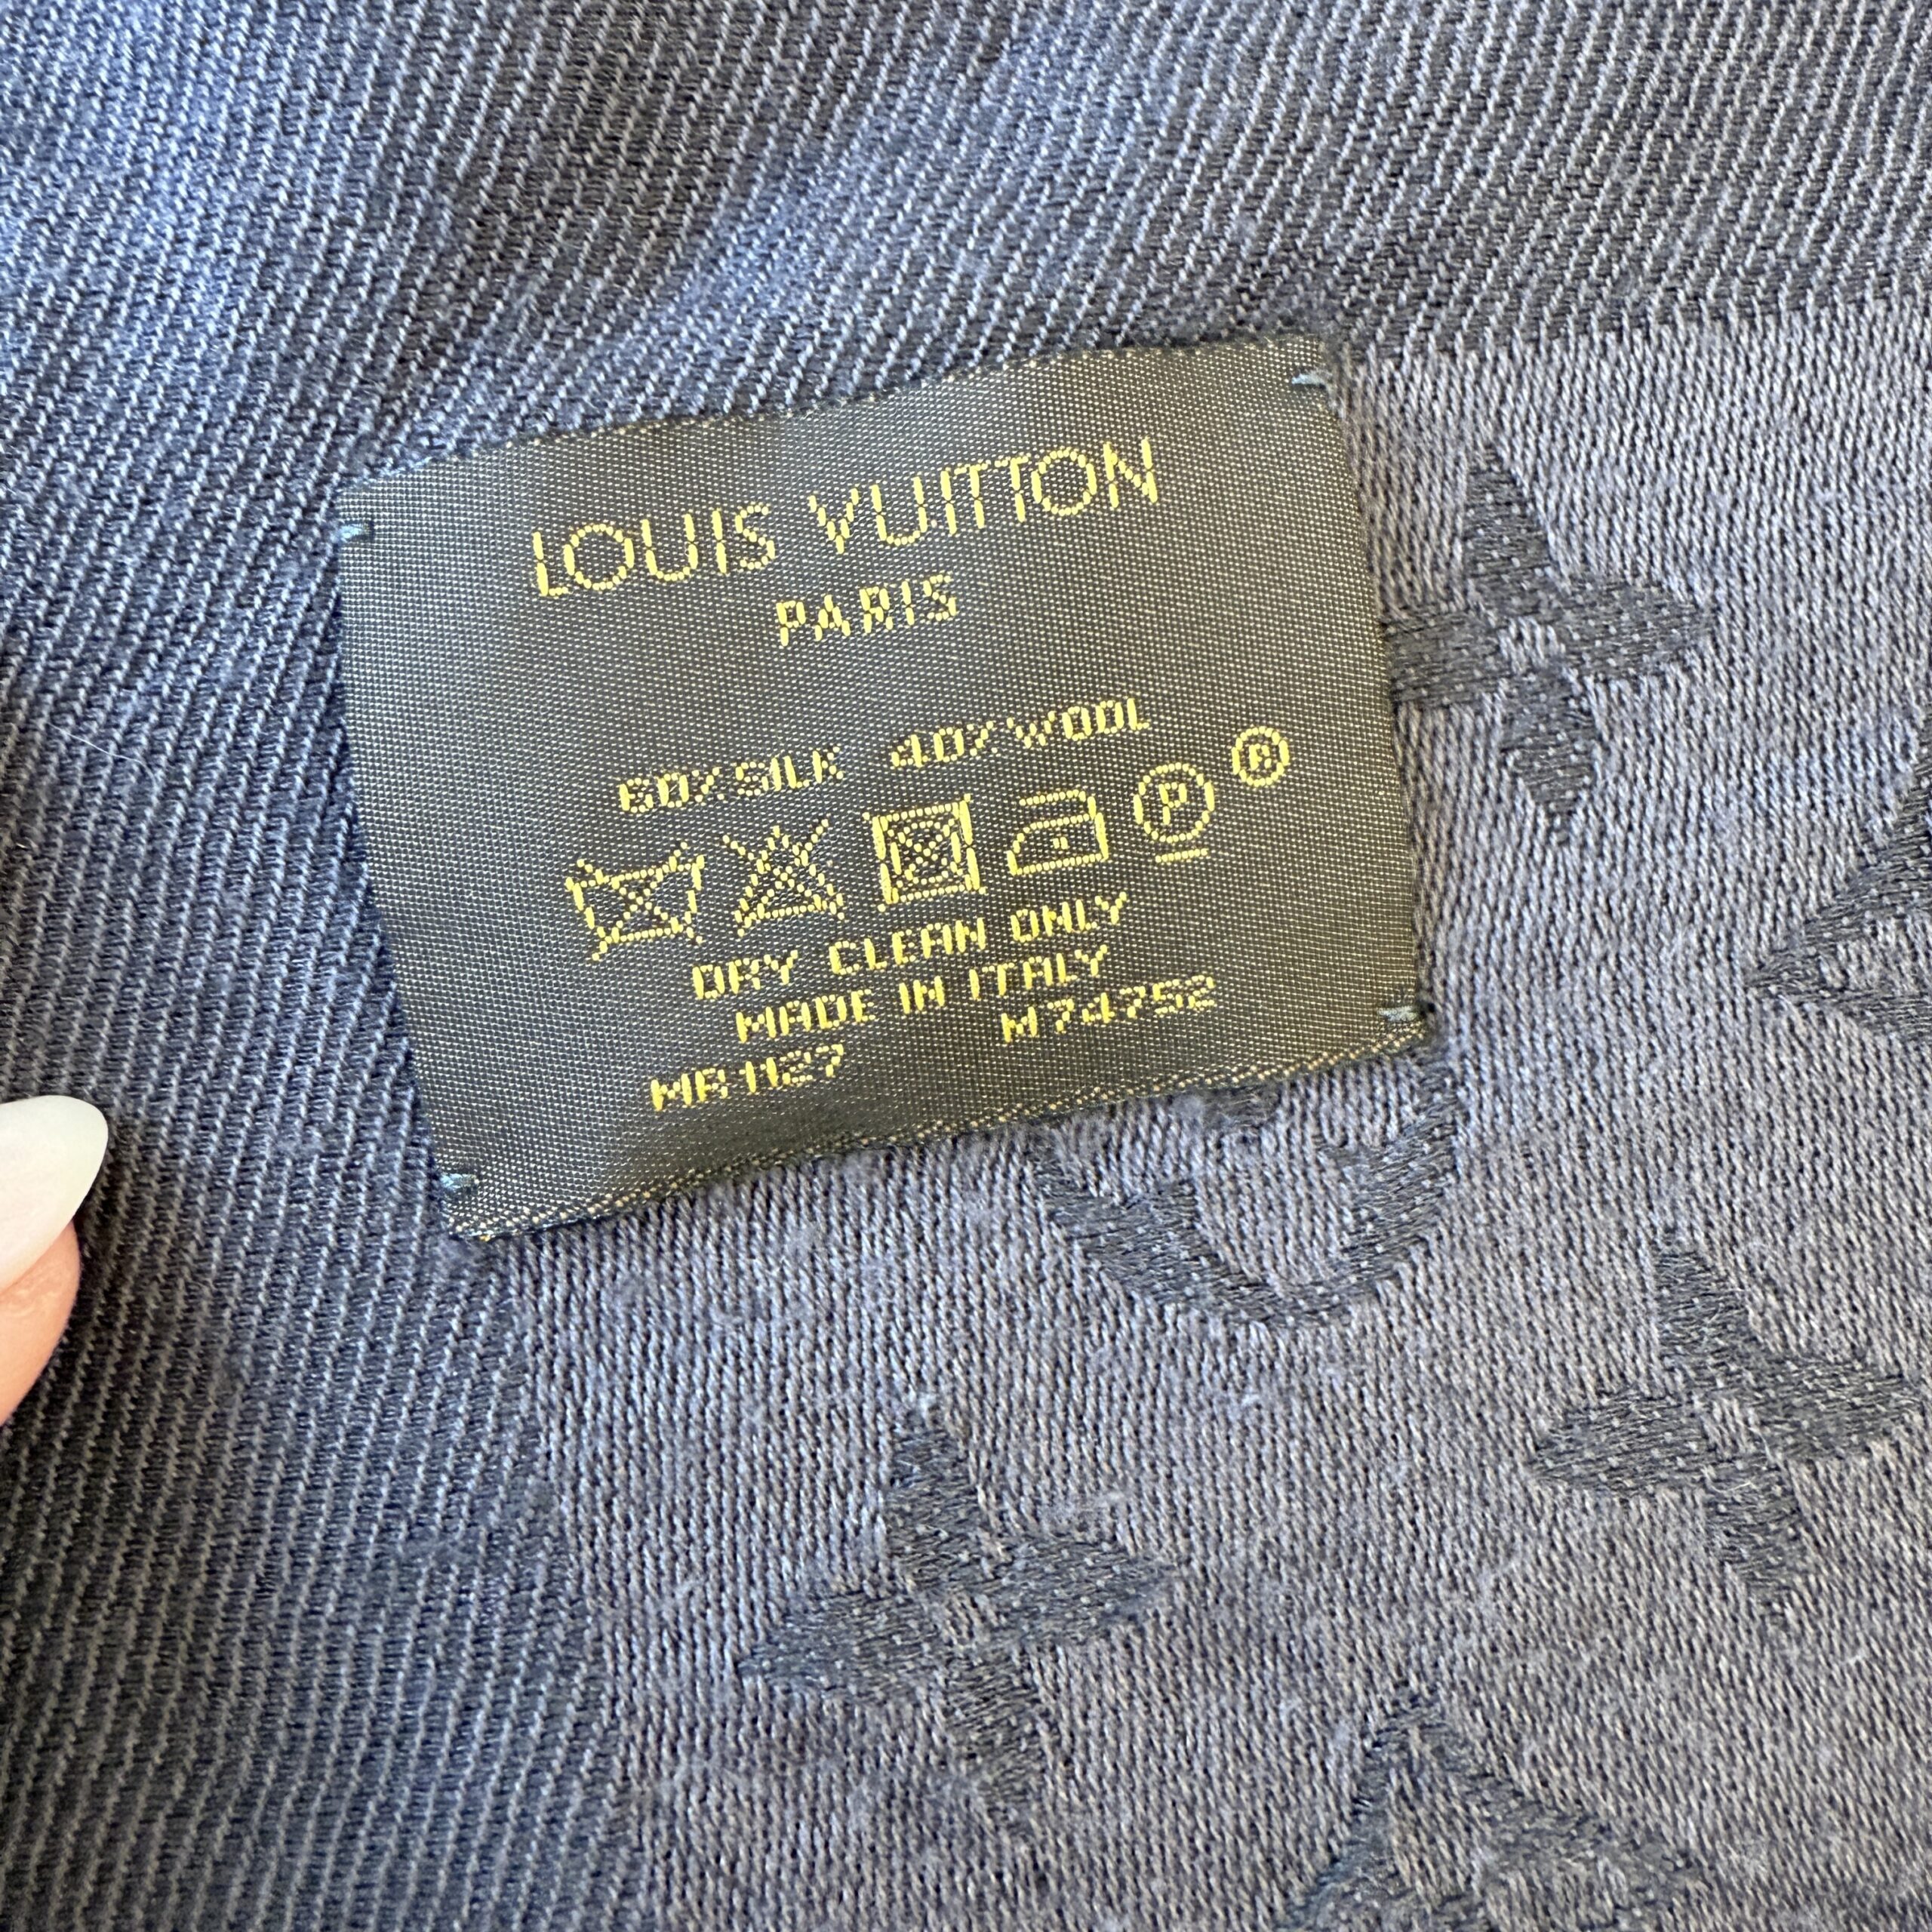 LOUIS VUITTON
PARIS
60% SILK 40% WOOL
P ®
DRY CLEAN ONLY
MADE IN ITALY
MR1127 M74752